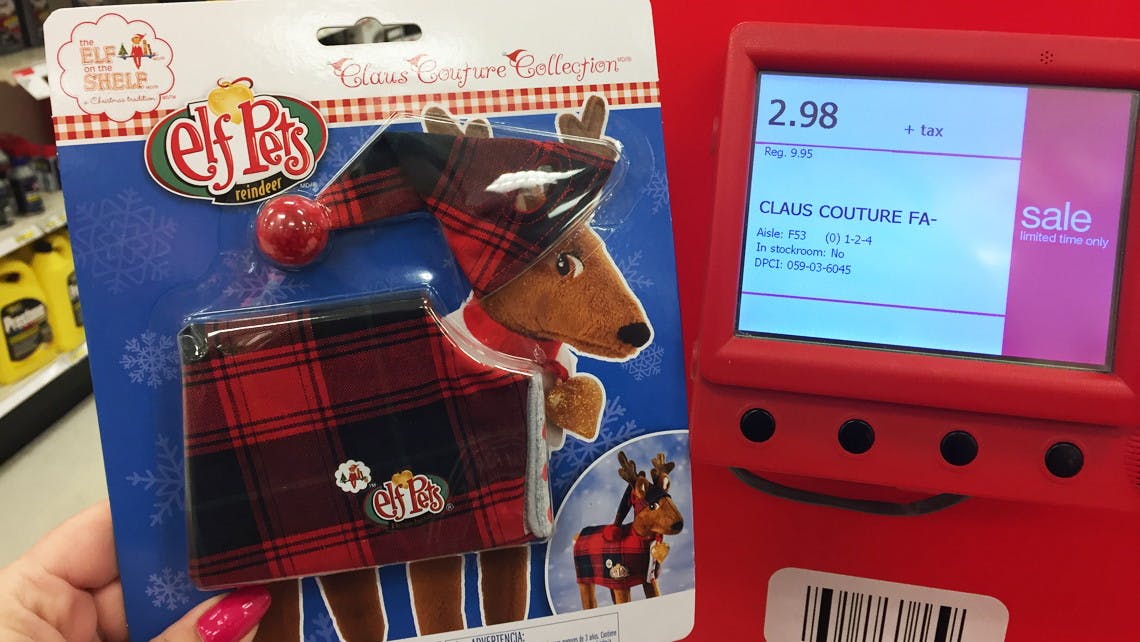 the
ELF
on the
SHELF
a Christmas tradition
Claus Couture Collection
elf Pets
reindeer
elf Pets
ADVERTENCIA:
2.98
+ tax
Reg. 9.95
CLAUS COUTURE FA-
Aisle: F53 (0) 1-2-4
In stockroom: No
DPCI: 059-03-6045
sale
limited time only
Prestone